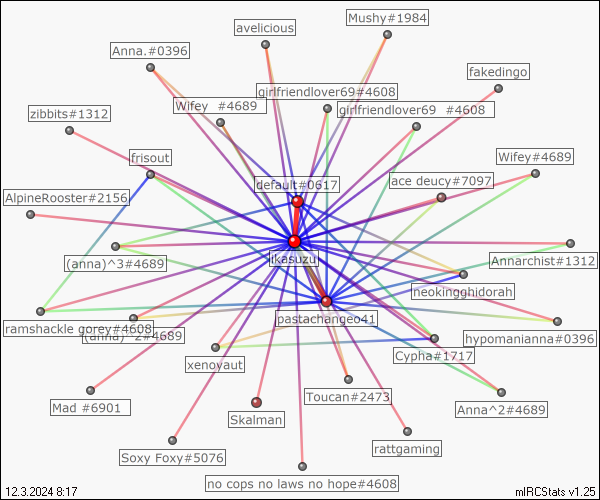 Mushy#1984
avelicious
Anna.#0396
fakedingo
girlfriendlover69#4608
Wifey #4689
girlfriendlover69 #4608
zibbits#1312
frisout
Wifey#4689
default#0617
ace deucy#7097
AlpineRooster#2156
likasuzu
(anna)^3#4689
Annarchist#1312
neokingghidorah
pastachangeo41
ramshackle gorey#4608
(anna)^2#4689
hypomanianna#0396
Cypha#1717
xenovaut
Toucan#2473
Mad #6901
Anna^2#4689
Skalman
rattgaming
Soxy Foxy#5076
no cops no laws no hope#4608
12.3.2024 8:17
mIRCStats v1.25